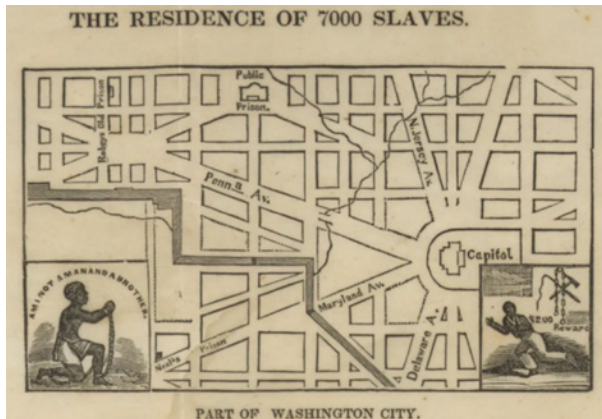 THE RESIDENCE OF 7000 SLAVES.
Robeys Old Prison
Public
Prison.
N. Jersey Av.
Penn.a Av.
Capitol
AM I NOT A MAN AND A BROTHER.
Maryland Av.
$200
Reward
Neal's Prison
Delaware A.
PART OF WASHINGTON CITY.